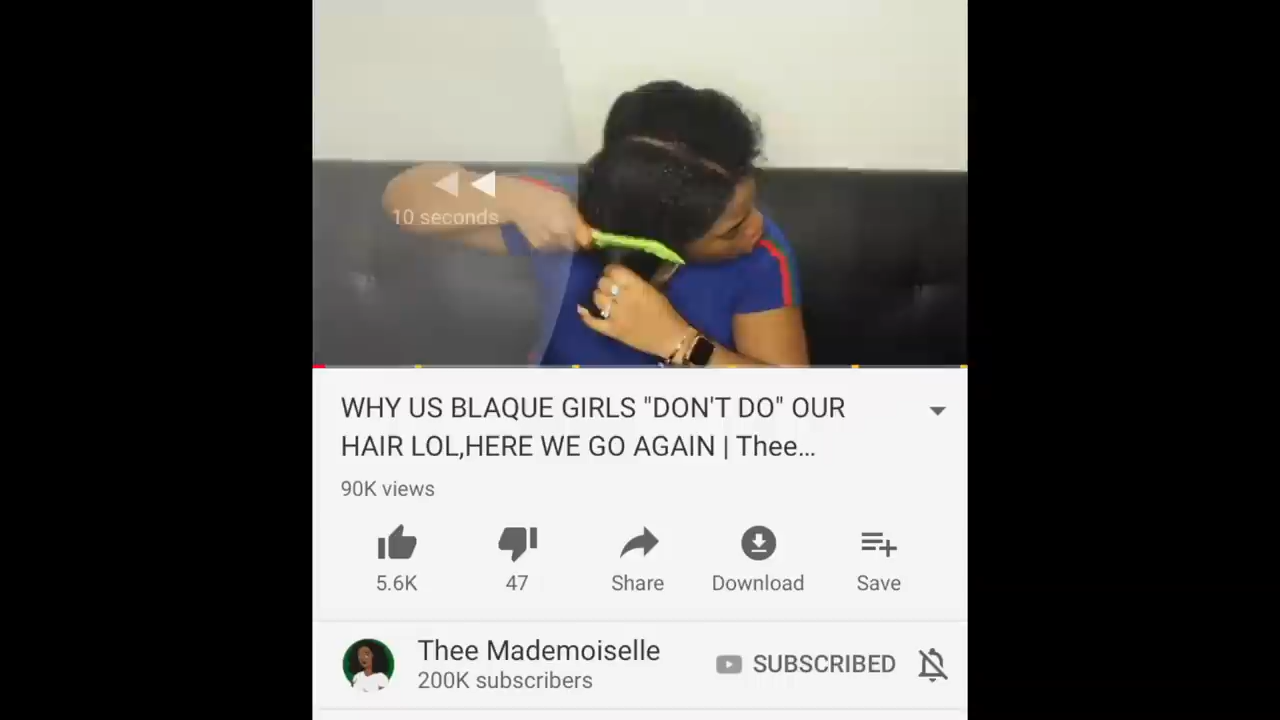 10 seconds
WHY US BLAQUE GIRLS "DON'T DO" OUR
HAIR LOL,HERE WE GO AGAIN | Thee...
90K views
5.6K
47
Share
Download
Save
Thee Mademoiselle
SUBSCRIBED
200K subscribers